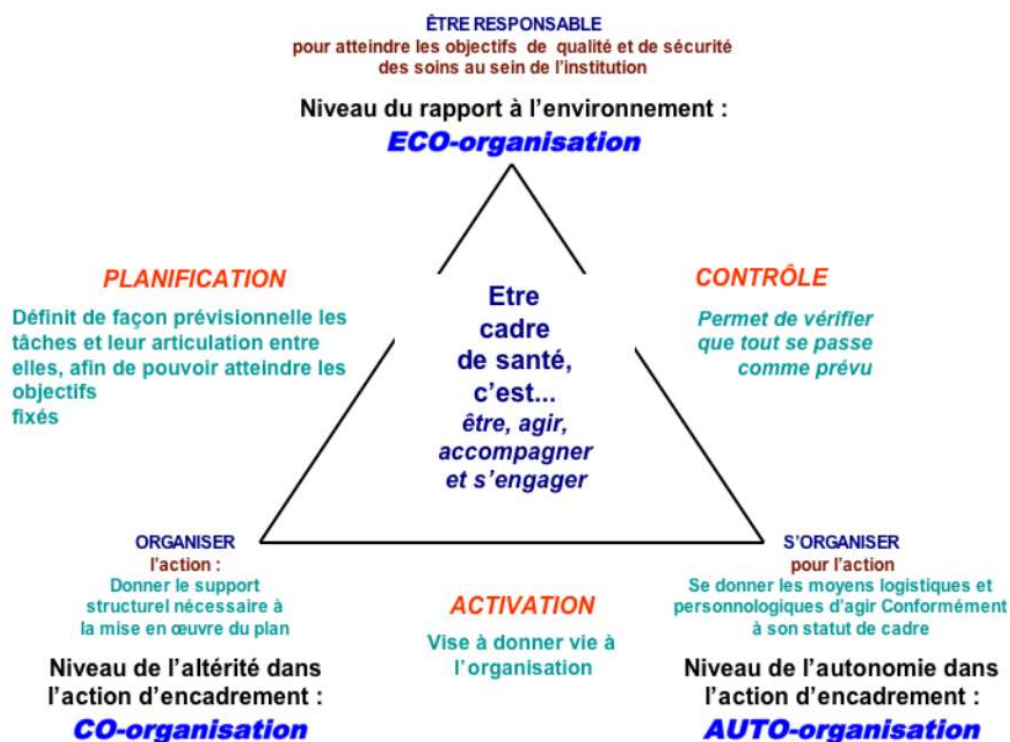 ÊTRE RESPONSABLE
pour atteindre les objectifs de qualité et de sécurité
des soins au sein de l'institution
Niveau du rapport à l'environnement :
ECO-organisation
PLANIFICATION
Définit de façon prévisionnelle les
tâches et leur articulation entre
elles, afin de pouvoir atteindre les
objectifs
fixés
Etre
cadre
de santé,
c'est...
être, agir,
accompagner
et s'engager
CONTRÔLE
Permet de vérifier
que tout se passe
comme prévu
ORGANISER
l'action :
Donner le support
structurel nécessaire à
la mise en œuvre du plan
Niveau de l'altérité dans
l'action d'encadrement :
CO-organisation
ACTIVATION
Vise à donner vie à
l'organisation
S'ORGANISER
pour l'action
Se donner les moyens logistiques et
personnologiques d'agir Conformément
à son statut de cadre
Niveau de l'autonomie dans
l'action d'encadrement :
AUTO-organisation